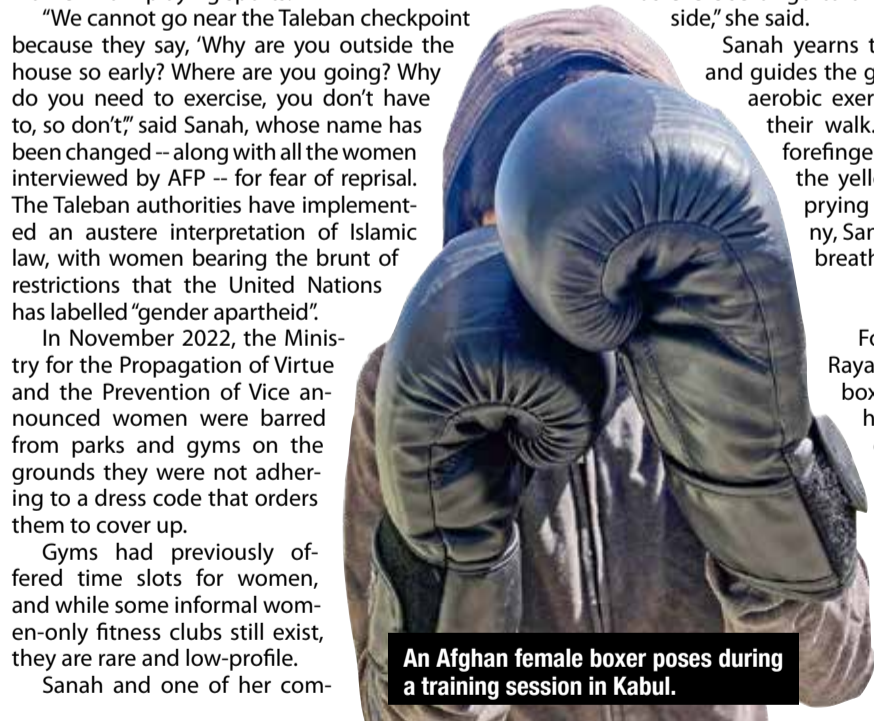 “We cannot go near the Taleban checkpoint
because they say, ‘Why are you outside the
house so early? Where are you going? Why
do you need to exercise, you don’t have
to, so don’t’,” said Sanah, whose name has
been changed -- along with all the women
interviewed by AFP -- for fear of reprisal.
The Taleban authorities have implement-
ed an austere interpretation of Islamic
law, with women bearing the brunt of
restrictions that the United Nations
has labelled “gender apartheid”.
In November 2022, the Minis-
try for the Propagation of Virtue
and the Prevention of Vice an-
nounced women were barred
from parks and gyms on the
grounds they were not adher-
ing to a dress code that orders
them to cover up.
Gyms had previously of-
fered time slots for women,
and while some informal wom-
en-only fitness clubs still exist,
they are rare and low-profile.
Sanah and one of her com-
side,” she said.
Sanah yearns
and guides the
aerobic
their walk.
the
prying
breath
An Afghan female boxer poses during
a training session in Kabul.